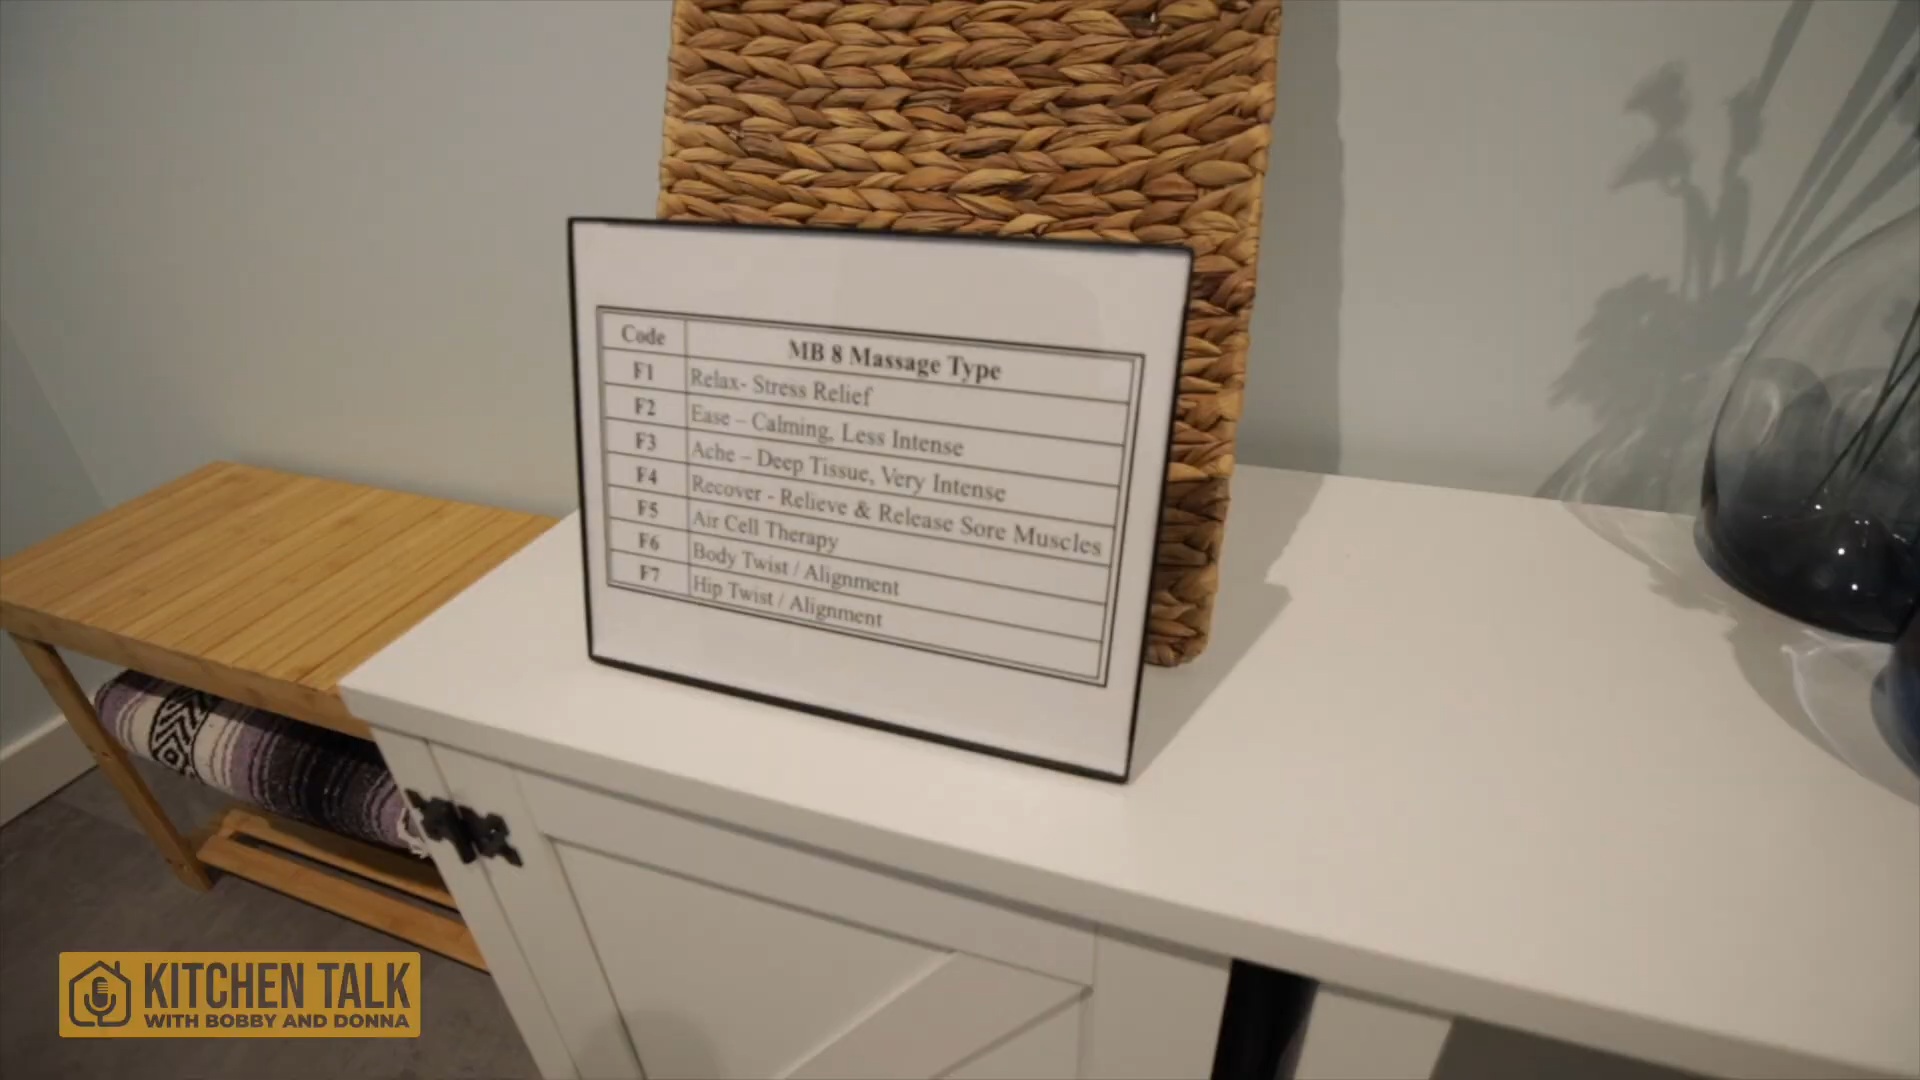 Code MB 8 Massage Type
F1 Relax- Stress Relief
F2 Ease – Calming, Less Intense
F3 Ache – Deep Tissue, Very Intense
F4 Recover - Relieve & Release Sore Muscles
F5 Air Cell Therapy
F6 Body Twist / Alignment
F7 Hip Twist / Alignment
KITCHEN TALK
WITH BOBBY AND DONNA